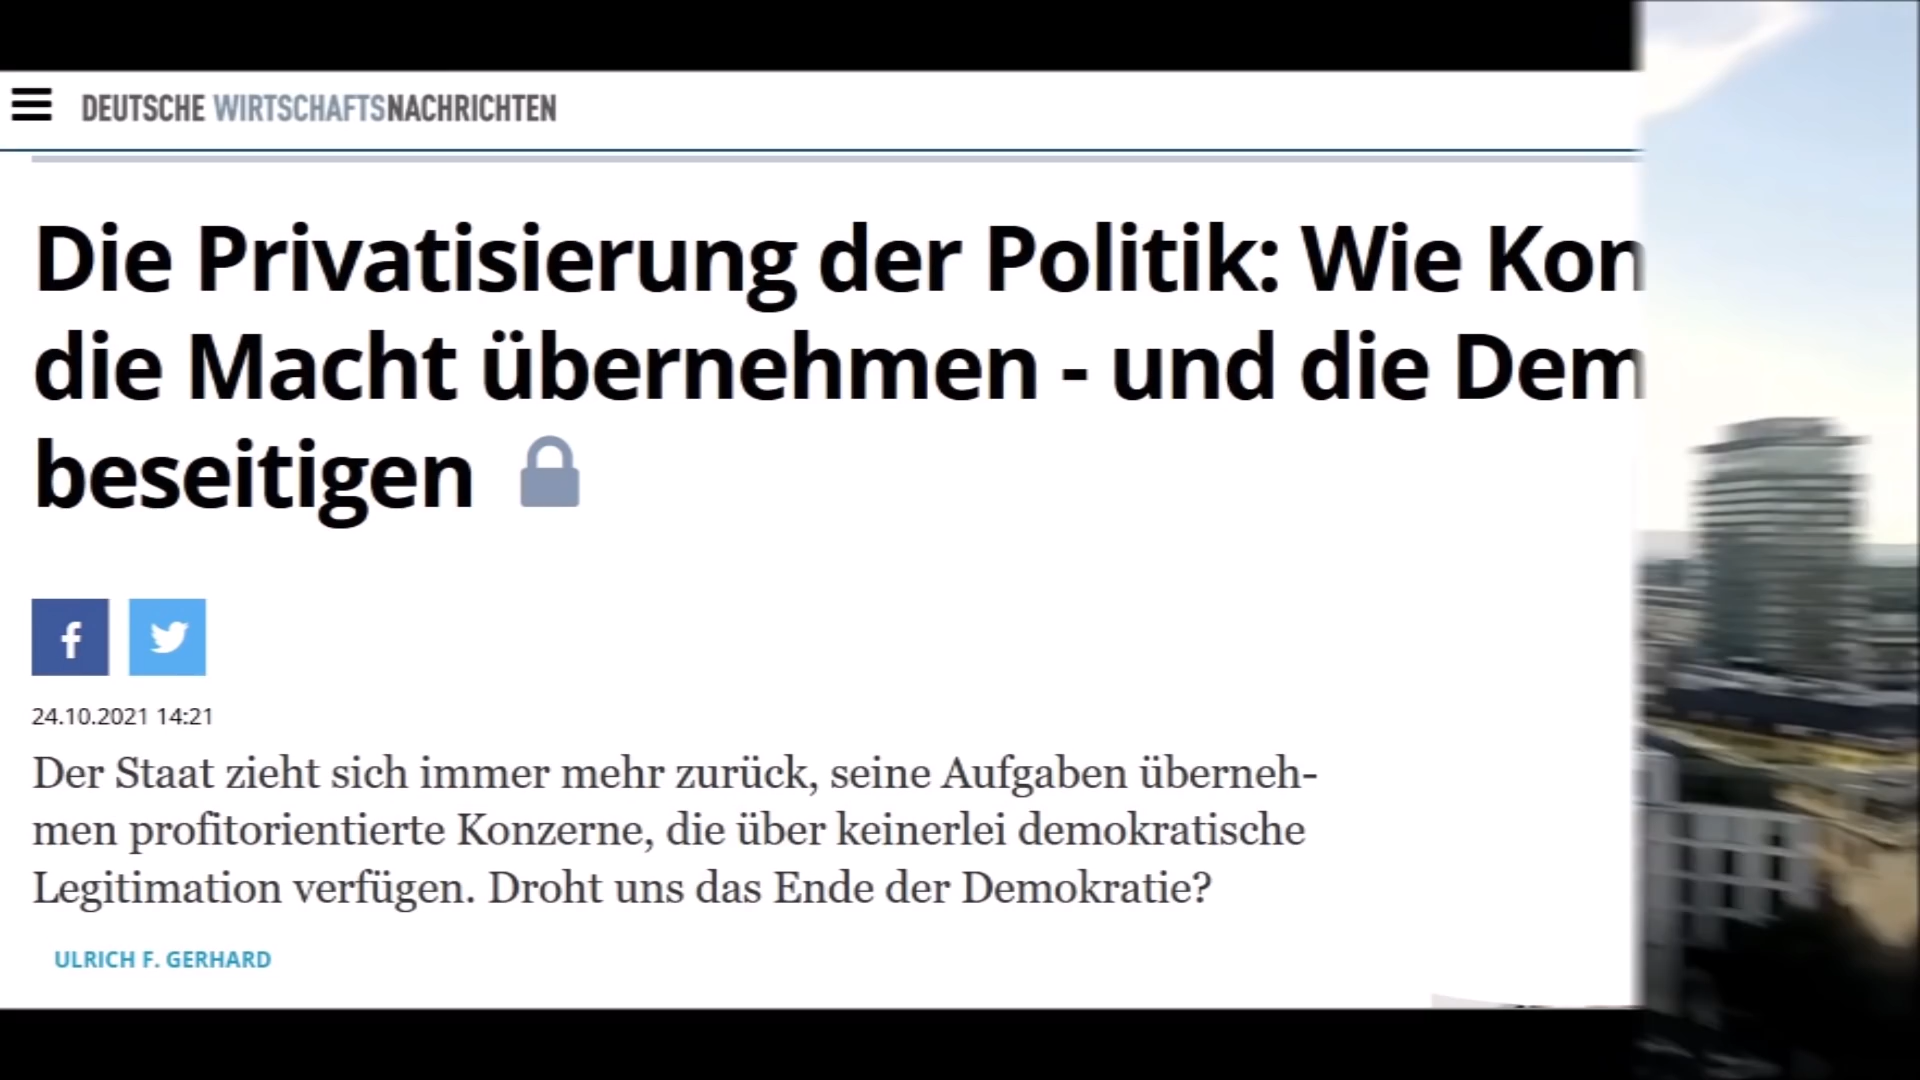 DEUTSCHE WIRTSCHAFTSNACHRICHTEN
Die Privatisierung der Politik: Wie Kon
die Macht übernehmen - und die Dem
beseitigen
24.10.2021 14:21
Der Staat zieht sich immer mehr zurück, seine Aufgaben überneh-
men profitorientierte Konzerne, die über keinerlei demokratische
Legitimation verfügen. Droht uns das Ende der Demokratie?
ULRICH F. GERHARD